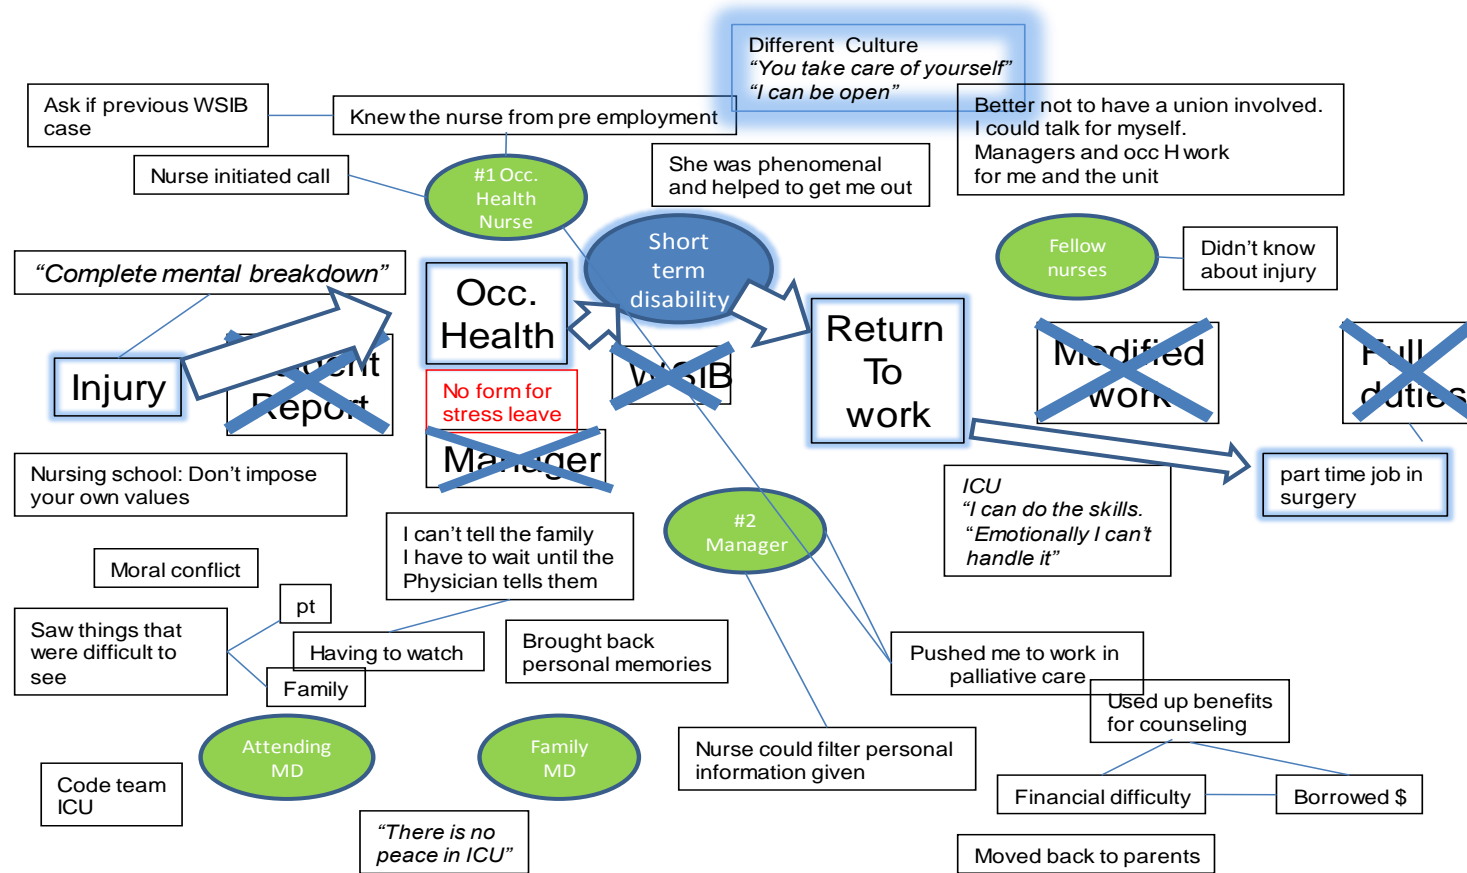 Different Culture
“You take care of yourself”
“I can be open”
Ask if previous WSIB
case
Knew the nurse from pre employment
Better not to have a union involved.
I could talk for myself.
Managers and occ H work
for me and the unit
Nurse initiated call
#1 Occ.
Health
Nurse
She was phenomenal
and helped to get me out
“Complete mental breakdown”
Short
term
disability
Fellow
nurses
Didn’t know
about injury
Injury
Report
Occ.
Health
No form for
stress leave
Manager
WSIB
Return
To
work
Modified
work
Full
duties
Nursing school: Don’t impose
your own values
part time job in
surgery
ICU
“I can do the skills.
“Emotionally I can’t
handle it”
I can’t tell the family
I have to wait until the
Physician tells them
#2
Manager
Moral conflict
pt
Saw things that
were difficult to
see
Having to watch
Family
Brought back
personal memories
Pushed me to work in
palliative care
Used up benefits
for counseling
Attending
MD
Family
MD
Nurse could filter personal
information given
Code team
ICU
Financial difficulty
Borrowed $
“There is no
peace in ICU”
Moved back to parents